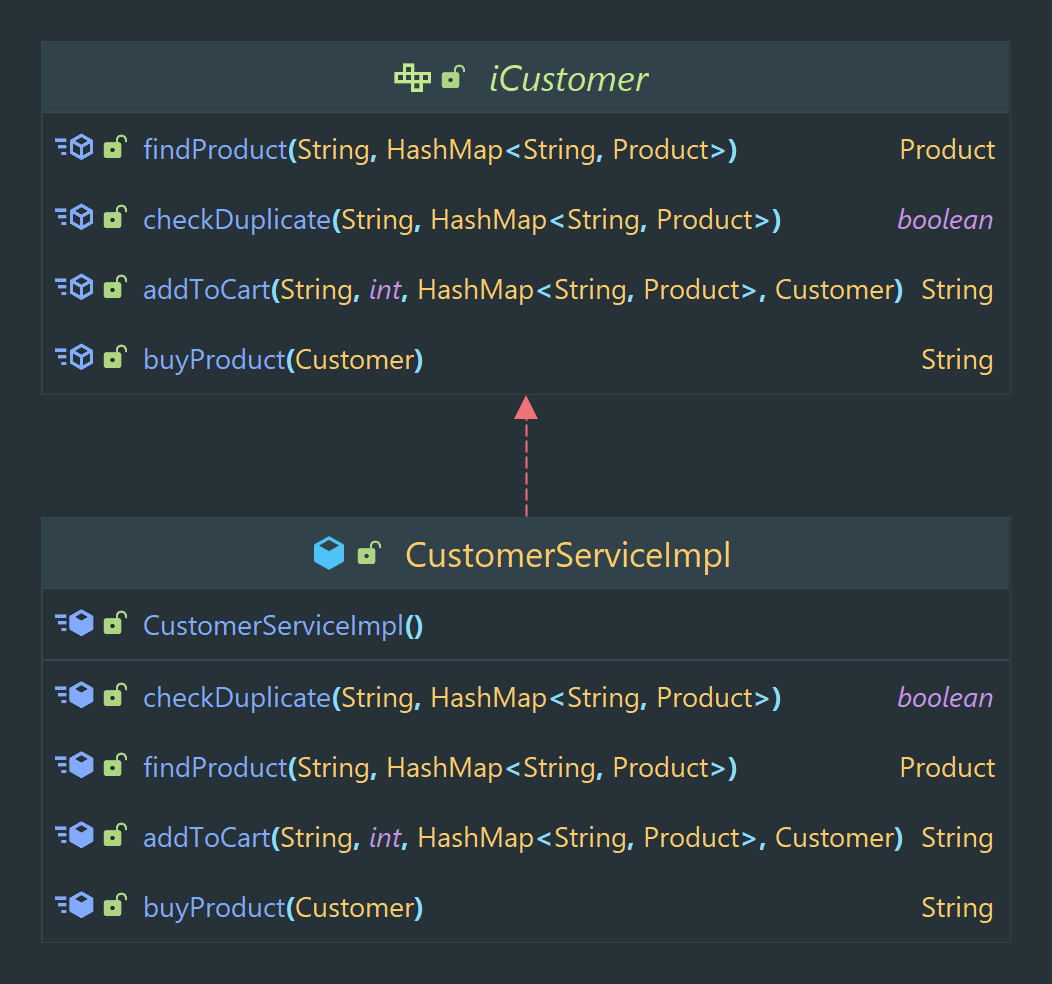 iCustomer
findProduct(String, HashMap<String, Product>) Product
checkDuplicate(String, HashMap<String, Product>) boolean
addToCart(String, int, HashMap<String, Product>, Customer) String
buyProduct(Customer) String
CustomerServiceImpl
CustomerServiceImpl()
checkDuplicate(String, HashMap<String, Product>) boolean
findProduct(String, HashMap<String, Product>) Product
addToCart(String, int, HashMap<String, Product>, Customer) String
buyProduct(Customer) String